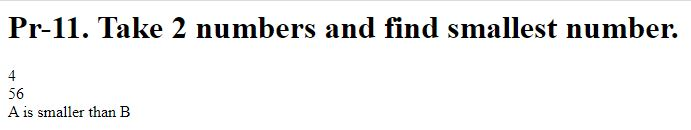 Pr-11. Take 2 numbers and find smallest number.
4
56
A is smaller than B